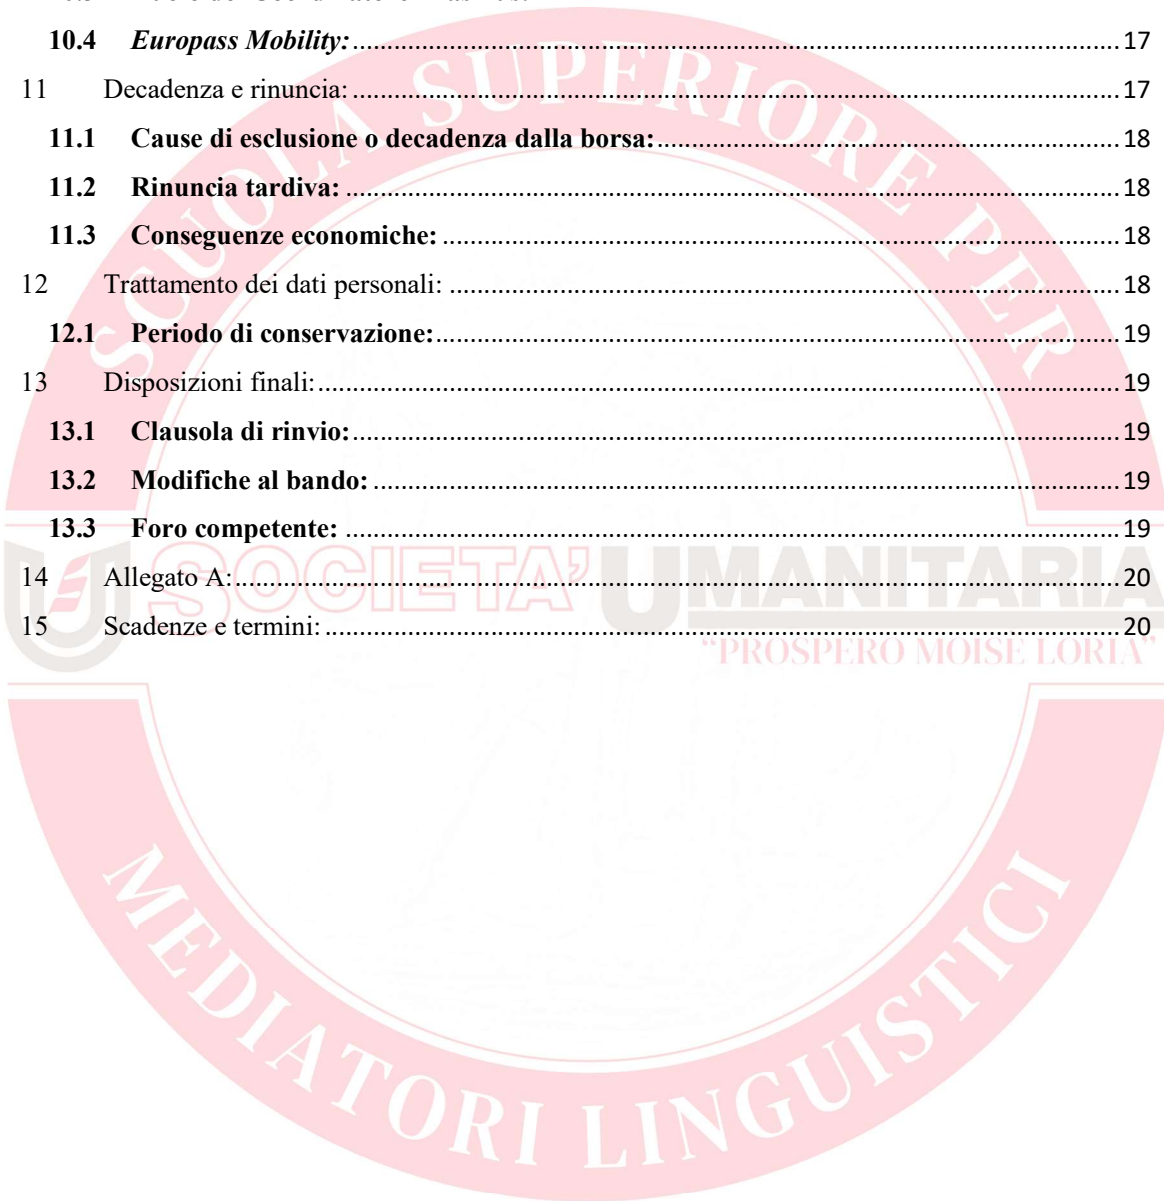 10.4 Europass Mobility: 17
11 Decadenza e rinuncia: 17
11.1 Cause di esclusione o decadenza dalla borsa: 18
11.2 Rinuncia tardiva: 18
11.3 Conseguenze economiche: 18
12 Trattamento dei dati personali: 18
12.1 Periodo di conservazione: 19
13 Disposizioni finali: 19
13.1 Clausola di rinvio: 19
13.2 Modifiche al bando: 19
13.3 Foro competente: 19
14 Allegato A: 20
15 Scadenze e termini: 20
SCUOLA SUPERIORE PER
SOCIETA' UMANITARIA
"PROSPERO MOISE LORIA"
MEDIATORI LINGUISTICI